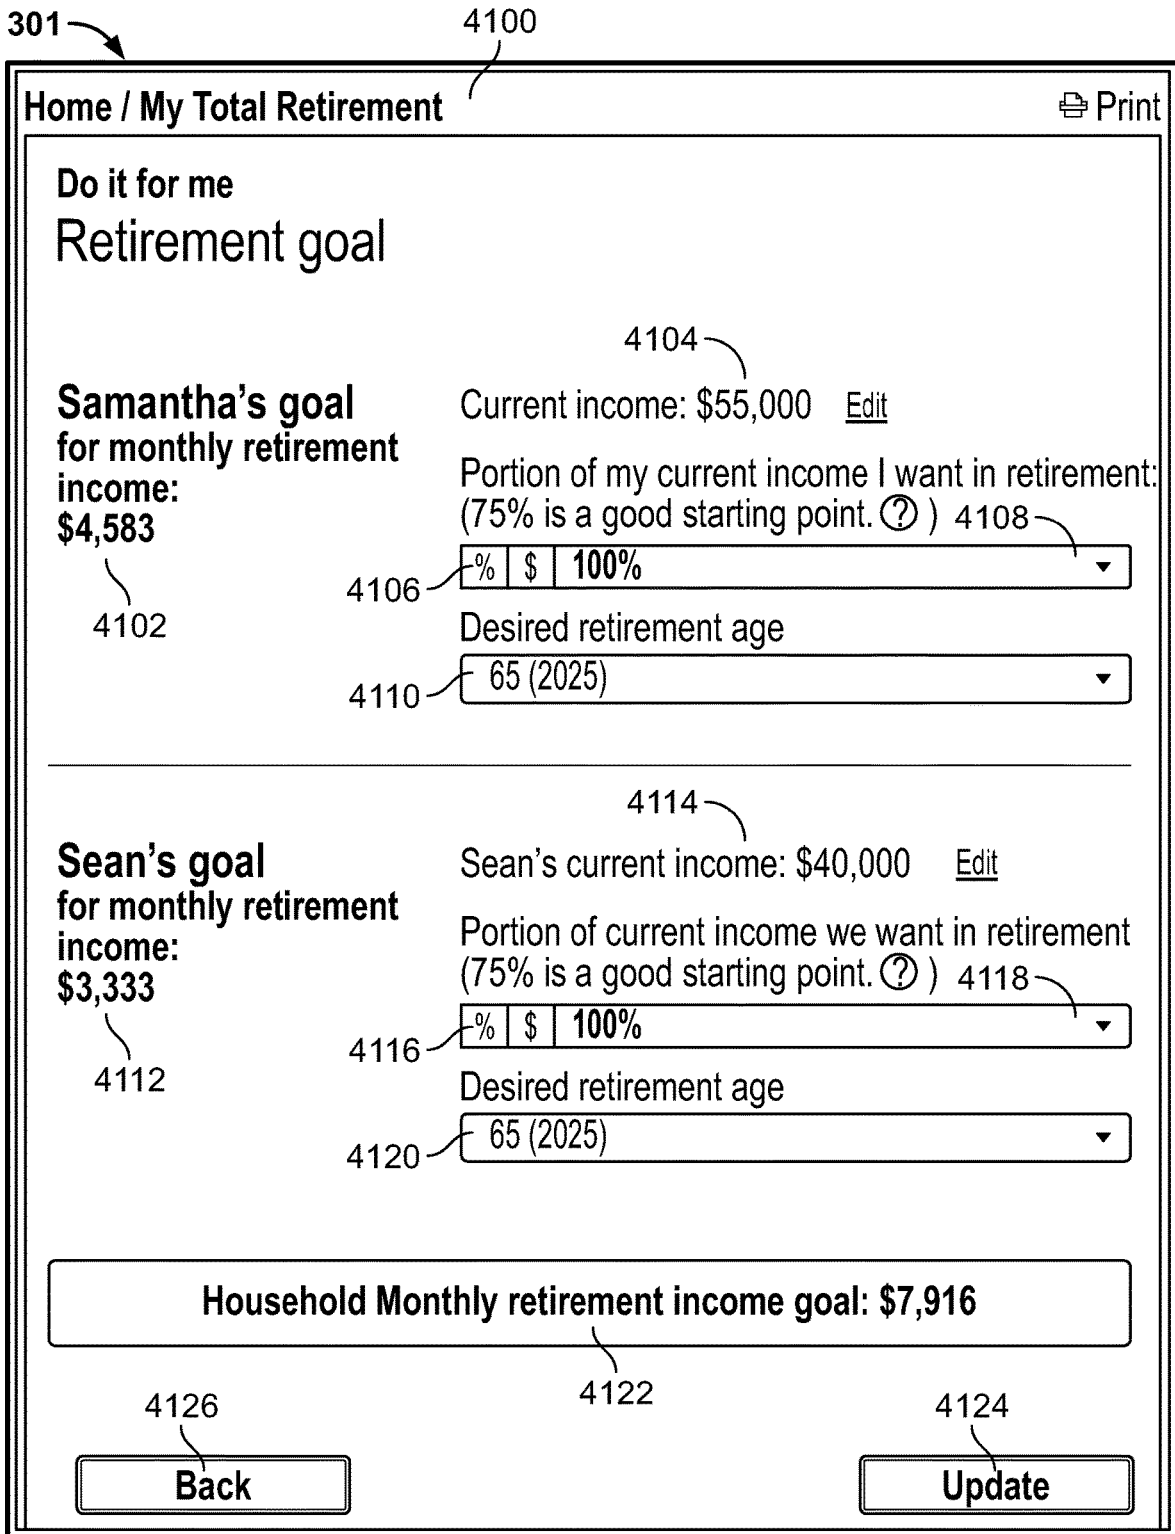 301
4100
Home / My Total Retirement
Print
Do it for me
Retirement goal
4104
Samantha's goal
for monthly retirement
income:
$4,583
4102
Current income: $55,000 Edit
Portion of my current income I want in retirement:
(75% is a good starting point. ? ) 4108
4106
% $ 100%
Desired retirement age
4110
65 (2025)
4114
Sean's goal
for monthly retirement
income:
$3,333
4112
Sean's current income: $40,000 Edit
Portion of current income we want in retirement
(75% is a good starting point. ? ) 4118
4116
% $ 100%
Desired retirement age
4120
65 (2025)
Household Monthly retirement income goal: $7,916
4122
4126
4124
Back
Update